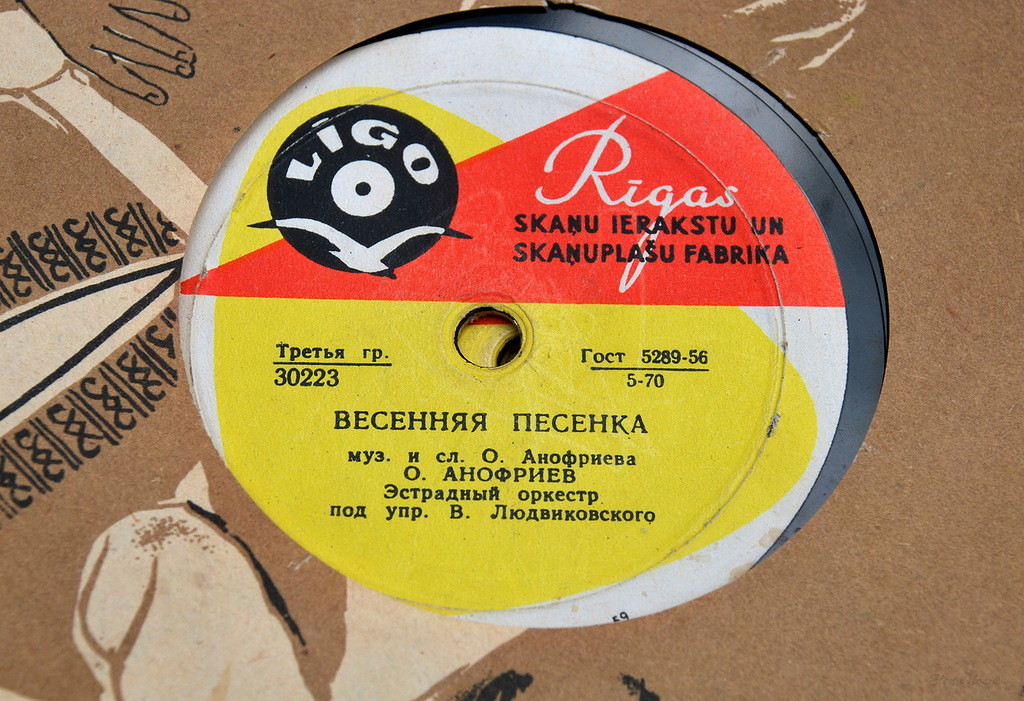 LĪGO
Rīgas
SKAŅU IERAKSTU UN
SKAŅUPLAŠU FABRIKA
Третья гр.
30223
Гост 5289-56
5-70
ВЕСЕННЯЯ ПЕСЕНКА
муз. и сл. О. Анофриева
О. АНОФРИЕВ
Эстрадный оркестр
под упр. В. Людвиковского